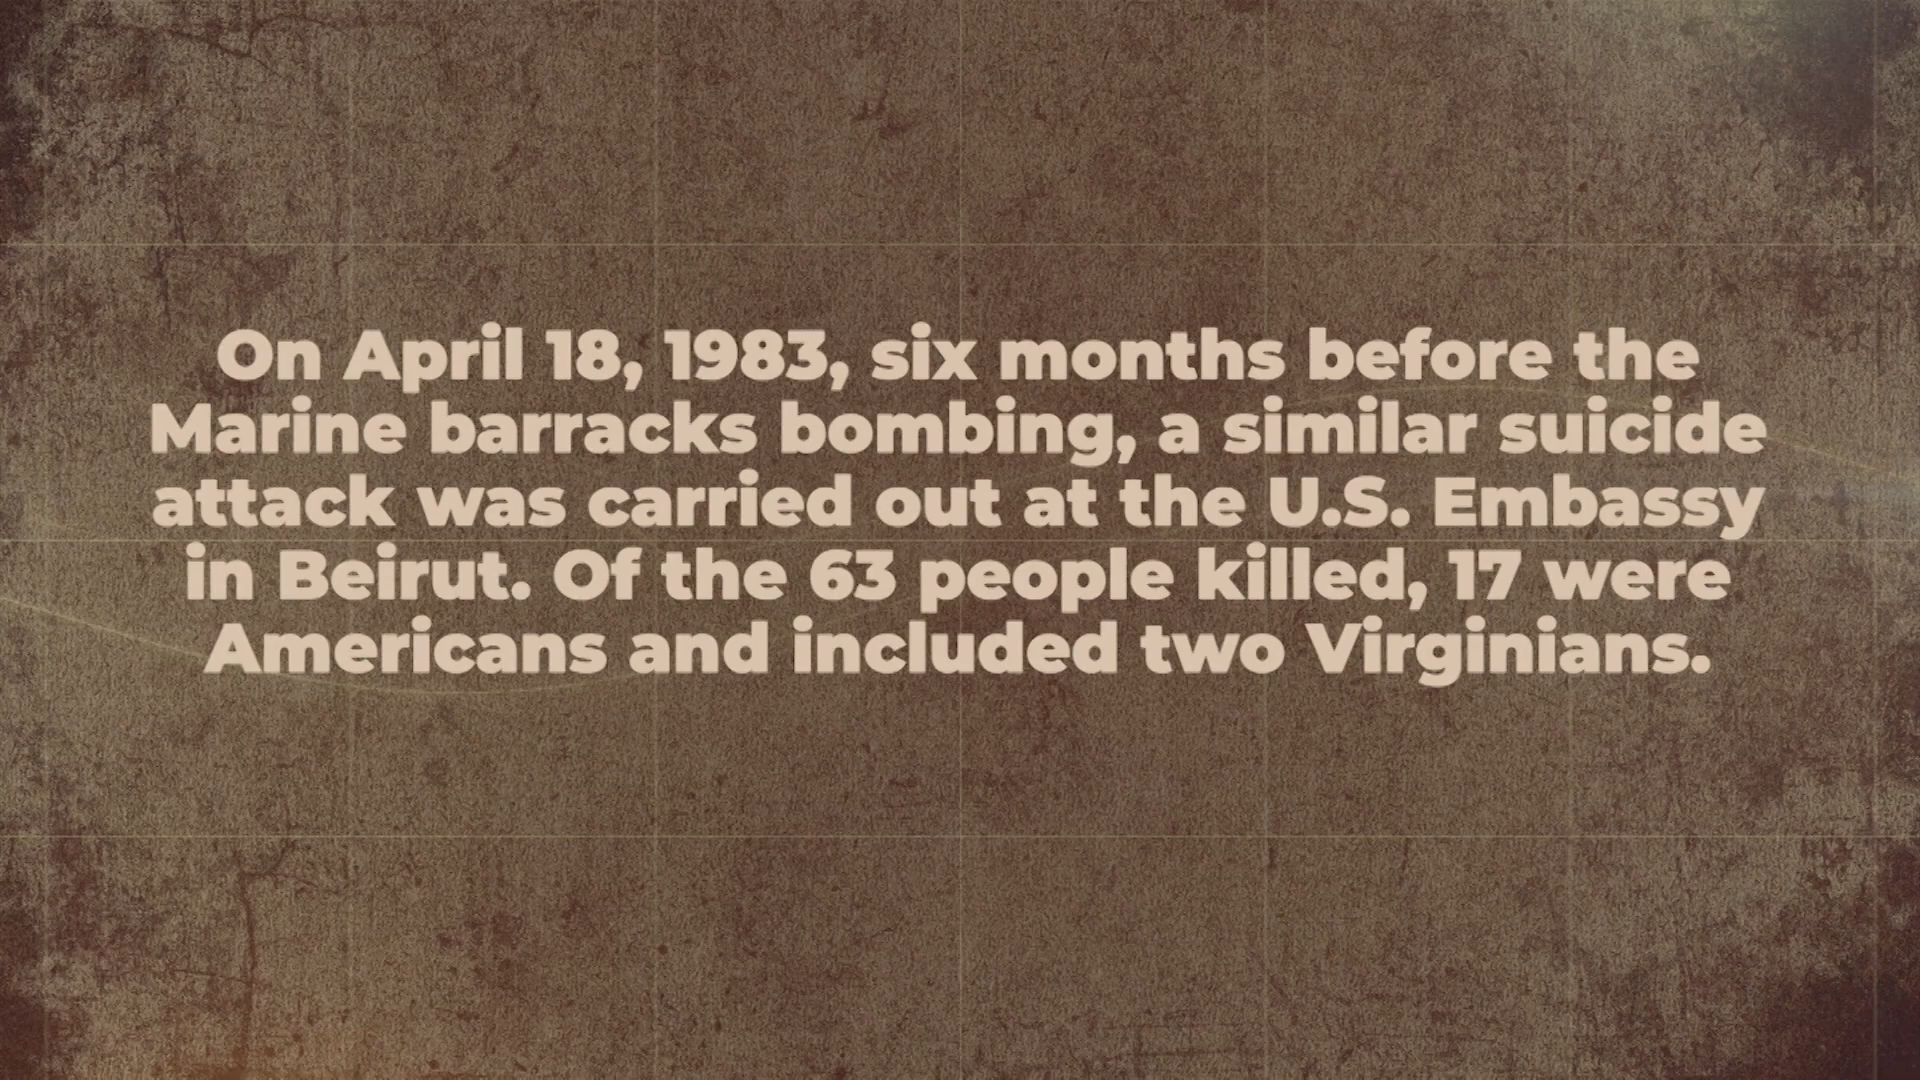 On April 18, 1983, six months before the
Marine barracks bombing, a similar suicide
attack was carried out at the U.S. Embassy
in Beirut. Of the 63 people killed, 17 were
Americans and included two Virginians.